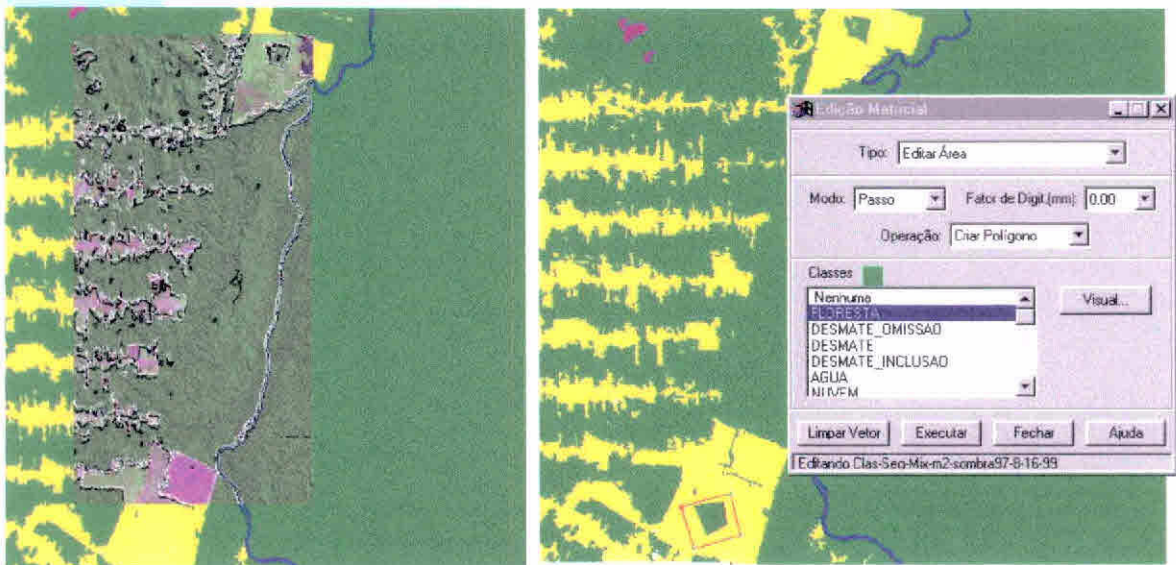 Edição Matricial
Tipo: Editar Área
Modo: Passo Fator de Digit.(mm): 0.00
Operação: Criar Polígono
Classes
Nenhuma
Visual...
FLORESTA
DESMATE_OMISSAO
DESMATE
DESMATE_INCLUSAO
AGUA
NUVEM
Limpar Vetor Executar Fechar Ajuda
Editando Clas-Seg-Mix-m2-sombra97-8-16-99